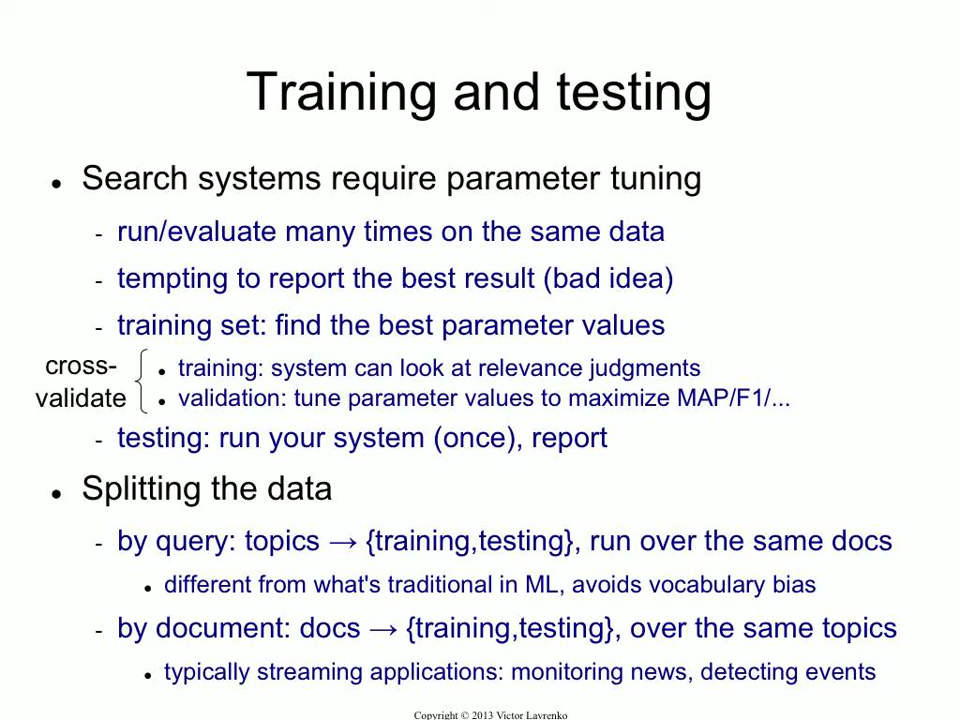 Training and testing
● Search systems require parameter tuning
- run/evaluate many times on the same data
- tempting to report the best result (bad idea)
- training set: find the best parameter values
cross-
validate
● training: system can look at relevance judgments
● validation: tune parameter values to maximize MAP/F1/...
- testing: run your system (once), report
● Splitting the data
- by query: topics → {training,testing}, run over the same docs
● different from what's traditional in ML, avoids vocabulary bias
- by document: docs → {training,testing}, over the same topics
● typically streaming applications: monitoring news, detecting events
Copyright © 2013 Victor Lavrenko